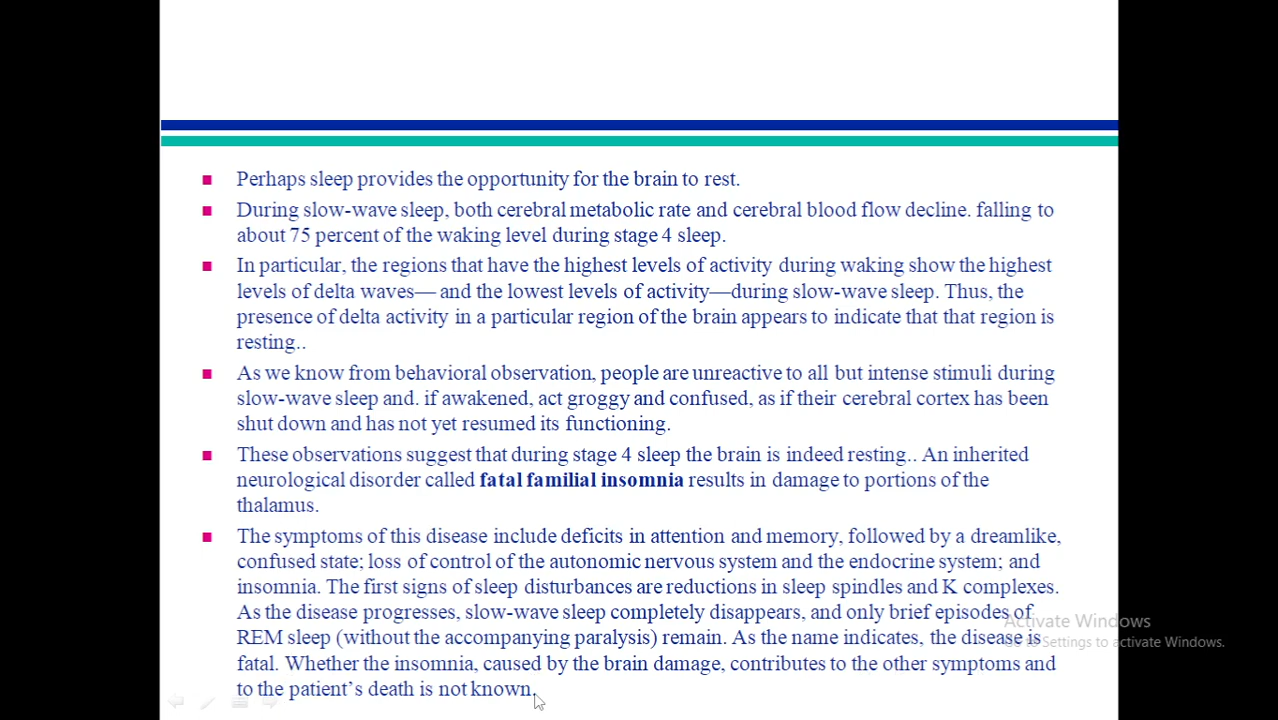 Perhaps sleep provides the opportunity for the brain to rest.
During slow-wave sleep, both cerebral metabolic rate and cerebral blood flow decline. falling to
about 75 percent of the waking level during stage 4 sleep.
In particular, the regions that have the highest levels of activity during waking show the highest
levels of delta waves— and the lowest levels of activity—during slow-wave sleep. Thus, the
presence of delta activity in a particular region of the brain appears to indicate that that region is
resting..
As we know from behavioral observation, people are unreactive to all but intense stimuli during
slow-wave sleep and. if awakened, act groggy and confused, as if their cerebral cortex has been
shut down and has not yet resumed its functioning.
These observations suggest that during stage 4 sleep the brain is indeed resting.. An inherited
neurological disorder called fatal familial insomnia results in damage to portions of the
thalamus.
The symptoms of this disease include deficits in attention and memory, followed by a dreamlike,
confused state; loss of control of the autonomic nervous system and the endocrine system; and
insomnia. The first signs of sleep disturbances are reductions in sleep spindles and K complexes.
As the disease progresses, slow-wave sleep completely disappears, and only brief episodes of
REM sleep (without the accompanying paralysis) remain. As the name indicates, the disease is
fatal. Whether the insomnia, caused by the brain damage, contributes to the other symptoms and
to the patient's death is not known.
Activate Windows
Go to Settings to activate Windows.